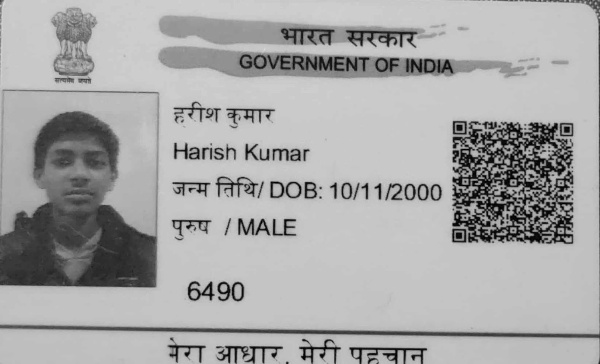 भारत सरकार
GOVERNMENT OF INDIA
सत्यमेव जयते
हरीश कुमार
Harish Kumar
जन्म तिथि/ DOB: 10/11/2000
पुरुष / MALE
6490
मेरा आधार, मेरी पहचान